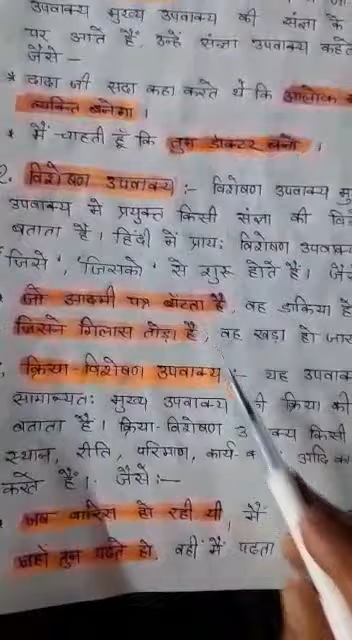 उपवाक्य मुख्य उपवाक्य की संज्ञा के
पर आते हैं, उन्हें संज्ञा उपवाक्य कहते
जैसे –
* दादा जी सदा कहा करते थे कि आलोक
व्यक्ति बनेगा।
* मैं चाहती हूँ कि तुम डॉक्टर बनो।
2. विशेषण उपवाक्य :- विशेषण उपवाक्य मु
उपवाक्य में प्रयुक्त किसी संज्ञा की वि
बताता है। हिंदी में प्राय: विशेषण उपवाक्य
'जिसे', 'जिसको' से शुरू होते हैं। जै
जो आदमी पत्र बाँटता है, वह डाकिया है
जिसने गिलास तोड़ा है, वह खड़ा हो जा
क्रिया-विशेषण उपवाक्य :- यह उपवाक
सामान्यत: मुख्य उपवाक्य की क्रिया की
बताता है। क्रिया-विशेषण उ क्य किसी
स्थान, रीति, परिमाण, कार्य आदि का
करते हैं। जैसे:-
जब बारिस हो रही थी, मैं
जहाँ तुम पढ़ते हो, वहीं मैं पढ़ता